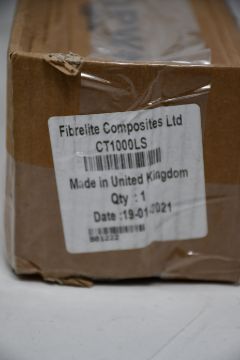 Fibrelite Composites Ltd
CT1000LS
Made in United Kingdom
Qty : 1
Date :19-01-2021